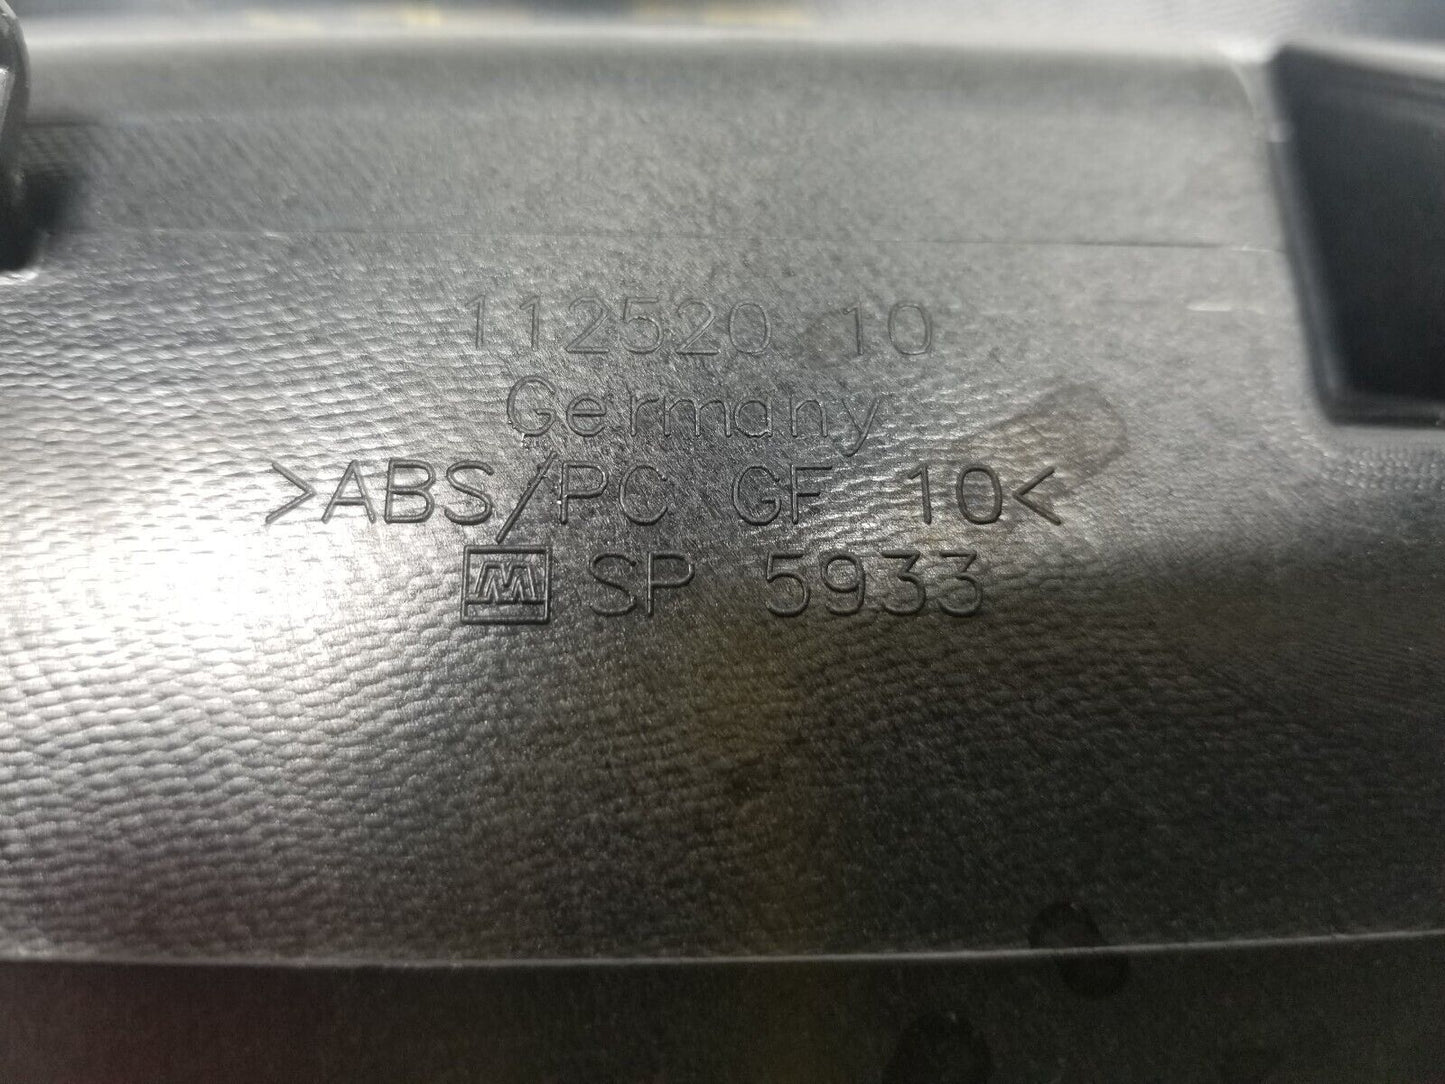 112520 10
Germany
>ABS/PC GF 10<
M SP 5933